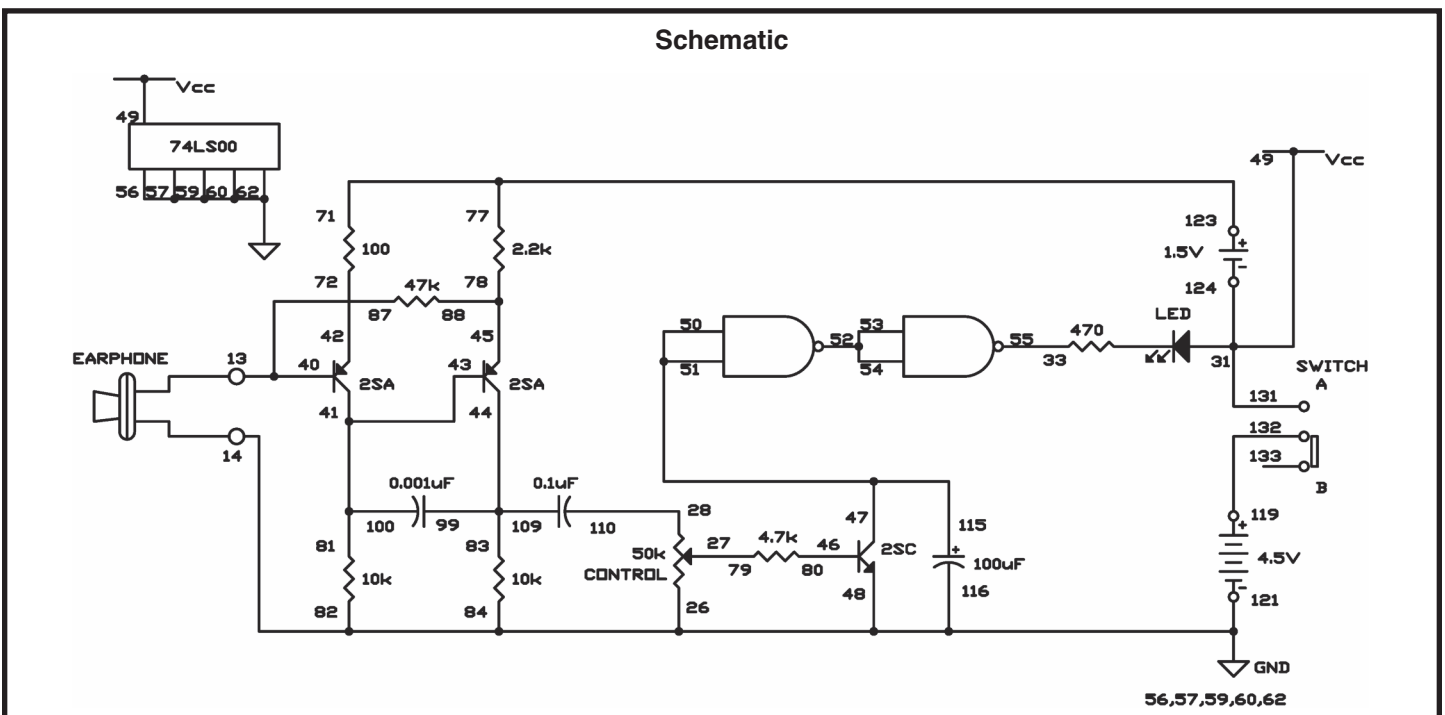 Schematic
Vcc
49
74LS00
56 57 59 60 62
49 Vcc
71
100
72
77
2.2k
78
47k
87 88
123
1.5V
+
-
124
EARPHONE
13
14
42
40
2SA
41
45
43
2SA
44
50
51
52
53
54
55
470
33
LED
31
SWITCH
A
131
132
133
B
0.001uF
100 99
0.1uF
109 110
28
50k
CONTROL
27
26
4.7k
79 80
46
47
2SC
48
115
+
100uF
116
119
+
4.5V
-
121
81
10k
82
83
10k
84
GND
56,57,59,60,62